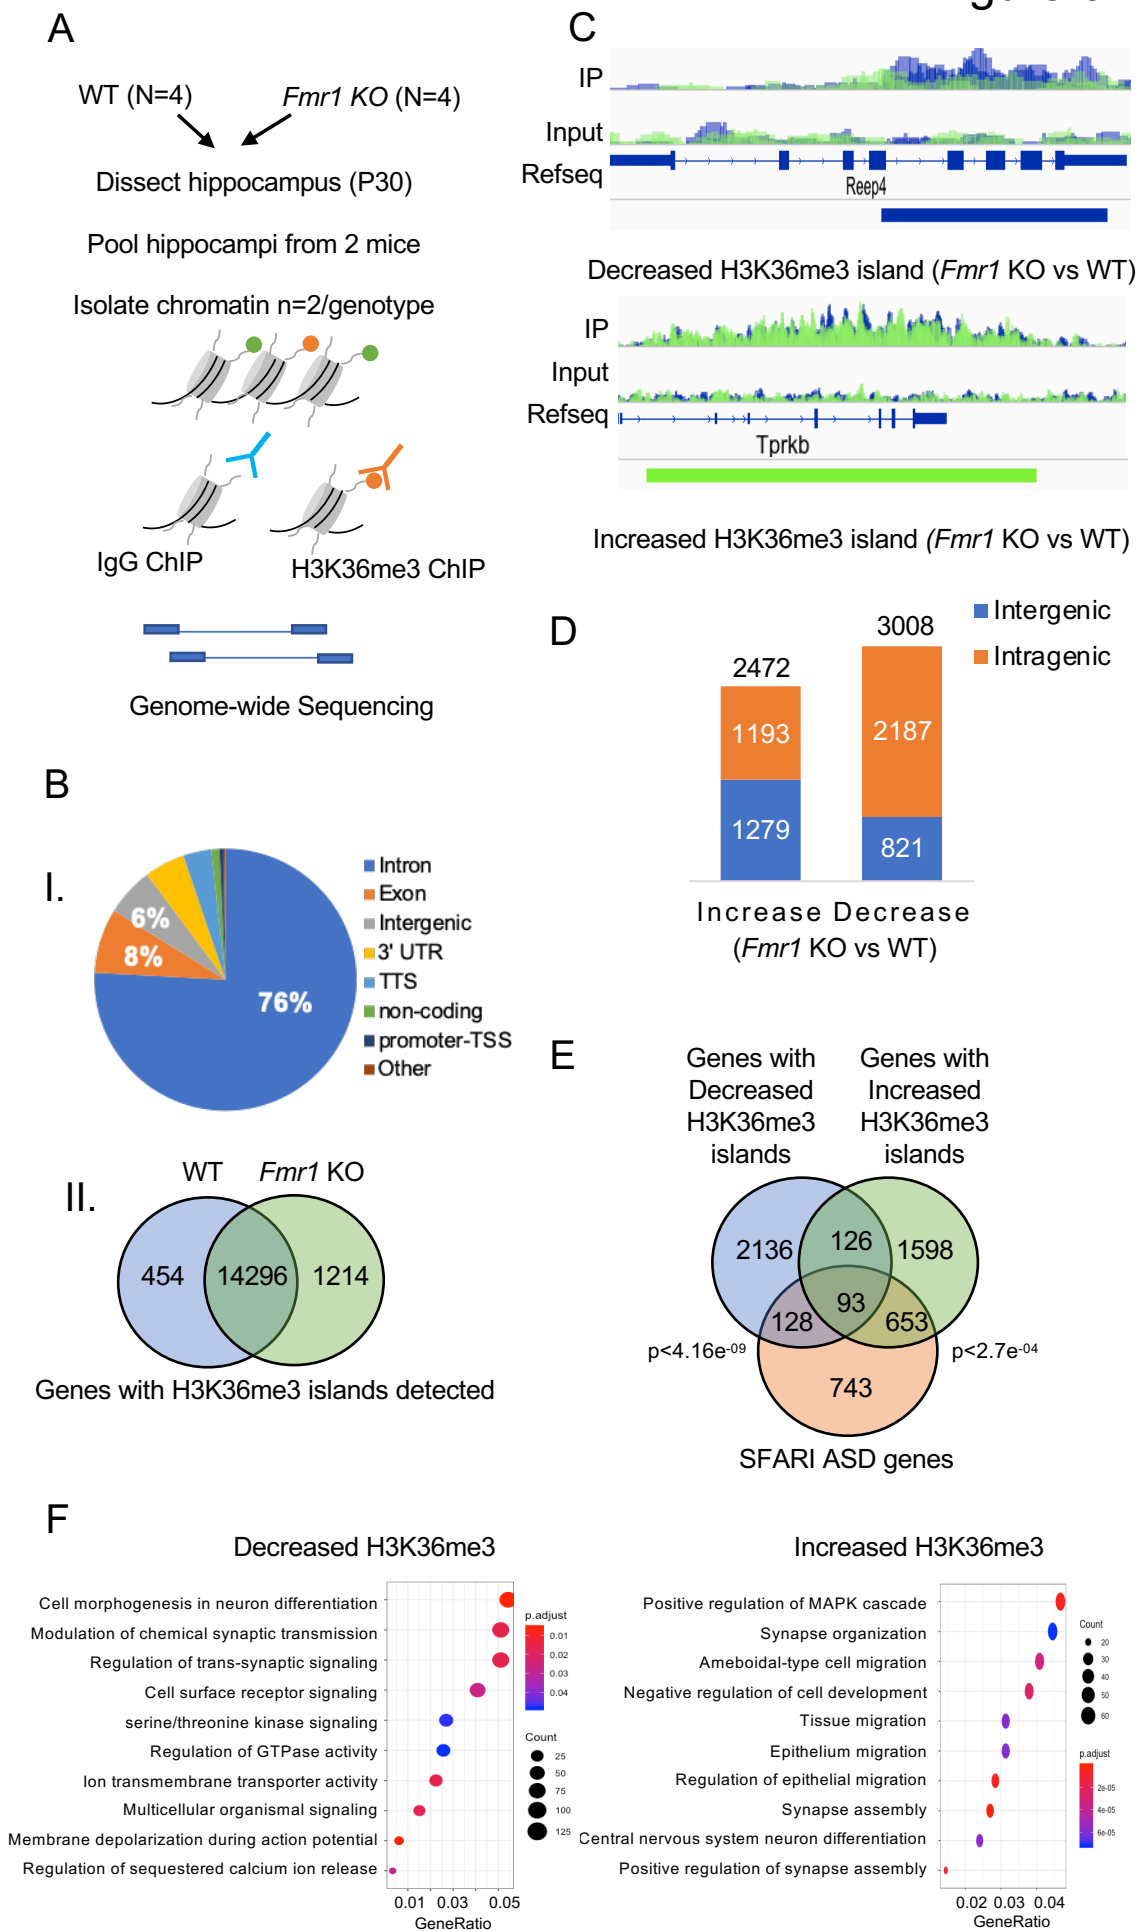 A
WT (N=4)
Fmr1 KO (N=4)
Dissect hippocampus (P30)
Pool hippocampi from 2 mice
Isolate chromatin n=2/genotype
IgG ChIP
H3K36me3 ChIP
Genome-wide Sequencing
B
I.
6%
8%
76%
Intron
Exon
Intergenic
3' UTR
TTS
non-coding
promoter-TSS
Other
II.
WT
Fmr1 KO
454
14296
1214
Genes with H3K36me3 islands detected
C
IP
Input
Refseq
Reep4
Decreased H3K36me3 island (Fmr1 KO vs WT)
IP
Input
Refseq
Tprkb
Increased H3K36me3 island (Fmr1 KO vs WT)
D
Intergenic
Intragenic
2472
3008
1193
2187
1279
821
Increase Decrease
(Fmr1 KO vs WT)
E
Genes with
Decreased
H3K36me3
islands
Genes with
Increased
H3K36me3
islands
2136
126
1598
93
128
653
p<4.16e-09
p<2.7e-04
743
SFARI ASD genes
F
Decreased H3K36me3
Cell morphogenesis in neuron differentiation
Modulation of chemical synaptic transmission
Regulation of trans-synaptic signaling
Cell surface receptor signaling
serine/threonine kinase signaling
Regulation of GTPase activity
Ion transmembrane transporter activity
Multicellular organismal signaling
Membrane depolarization during action potential
Regulation of sequestered calcium ion release
0.01 0.03 0.05
GeneRatio
p.adjust
0.01
0.02
0.03
0.04
Count
25
50
75
100
125
Increased H3K36me3
Positive regulation of MAPK cascade
Synapse organization
Ameboidal-type cell migration
Negative regulation of cell development
Tissue migration
Epithelium migration
Regulation of epithelial migration
Synapse assembly
Central nervous system neuron differentiation
Positive regulation of synapse assembly
0.02 0.03 0.04
GeneRatio
Count
20
30
40
50
60
p.adjust
2e-05
4e-05
6e-05